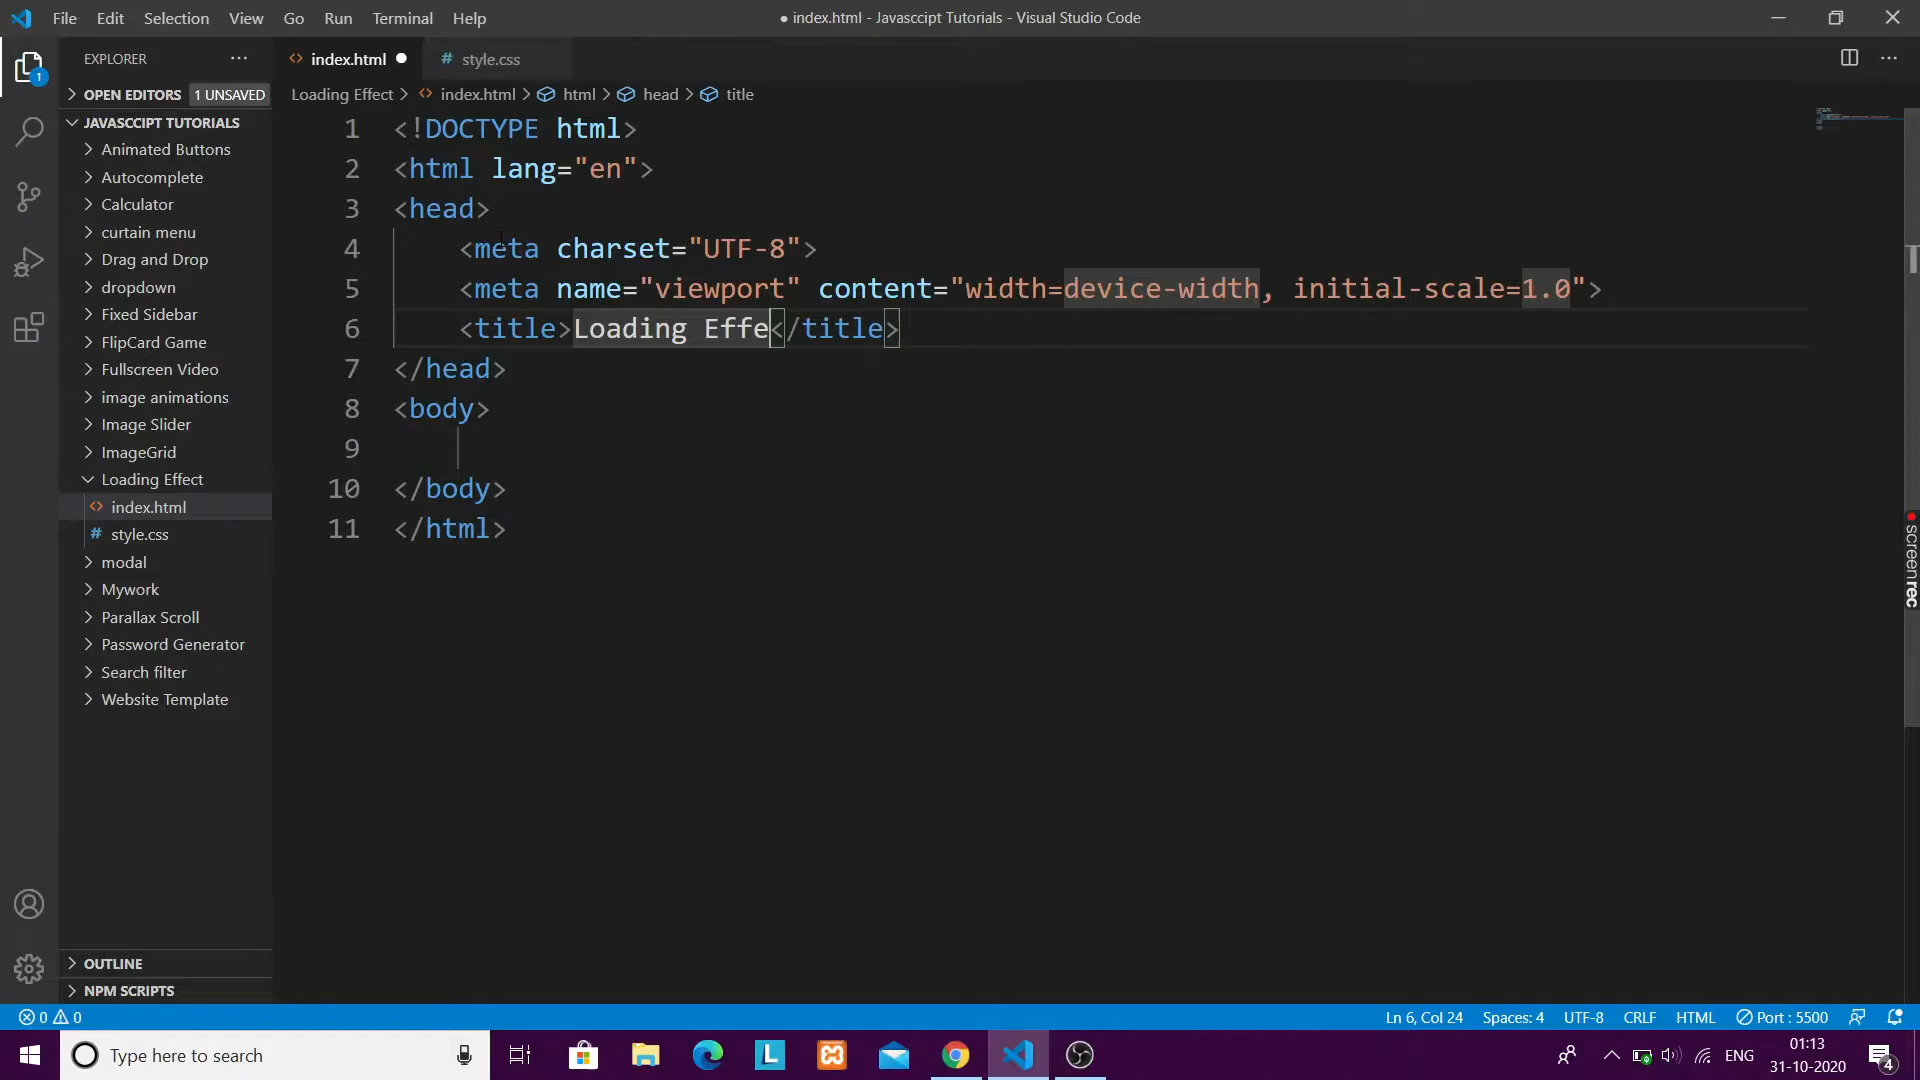 File Edit Selection View Go Run Terminal Help
● index.html - Javasccipt Tutorials - Visual Studio Code
EXPLORER
index.html
# style.css
OPEN EDITORS 1 UNSAVED
Loading Effect > index.html > html > head > title
JAVASCCIPT TUTORIALS
Animated Buttons
Autocomplete
Calculator
curtain menu
Drag and Drop
dropdown
Fixed Sidebar
FlipCard Game
Fullscreen Video
image animations
Image Slider
ImageGrid
Loading Effect
index.html
# style.css
modal
Mywork
Parallax Scroll
Password Generator
Search filter
Website Template
OUTLINE
NPM SCRIPTS
1 <!DOCTYPE html>
2 <html lang="en">
3 <head>
4 <meta charset="UTF-8">
5 <meta name="viewport" content="width=device-width, initial-scale=1.0">
6 <title>Loading Effe</title>
7 </head>
8 <body>
9
10 </body>
11 </html>
screenrec
0 0
Ln 6, Col 24 Spaces: 4 UTF-8 CRLF HTML Port : 5500
Type here to search
L
ENG
01:13
31-10-2020
4
1